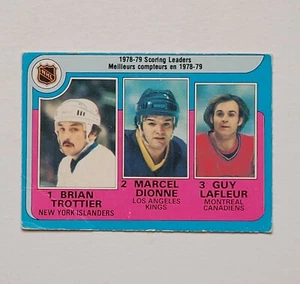 1978-79 Scoring Leaders
Meilleurs compteurs en 1978-79
NHL
1 BRIAN
TROTTIER
NEW YORK ISLANDERS
2 MARCEL
DIONNE
LOS ANGELES
KINGS
3 GUY
LAFLEUR
MONTREAL
CANADIENS